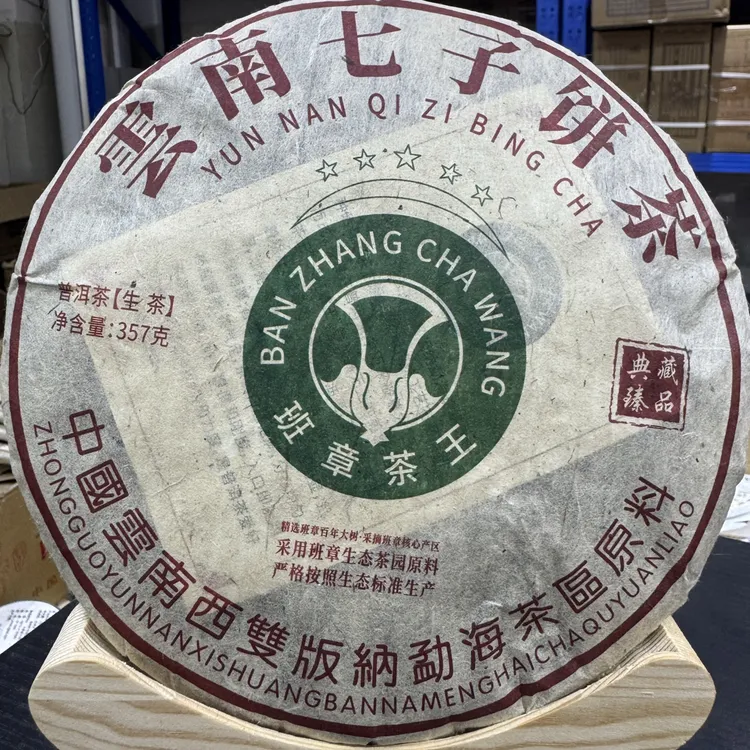 雲南七子饼茶
YUN NAN QI ZI BING CHA
BAN ZHANG CHA WANG
班章茶王
普洱茶【生茶】
净含量:357克
典藏
臻品
精选班章百年大树·采摘班章核心产区
采用班章生态茶园原料
严格按照生态标准生产
中國雲南西雙版納勐海茶區原料
ZHONGGUOYUNNANXISHUANGBANNAMENGHAICHAQUYUANLIAO